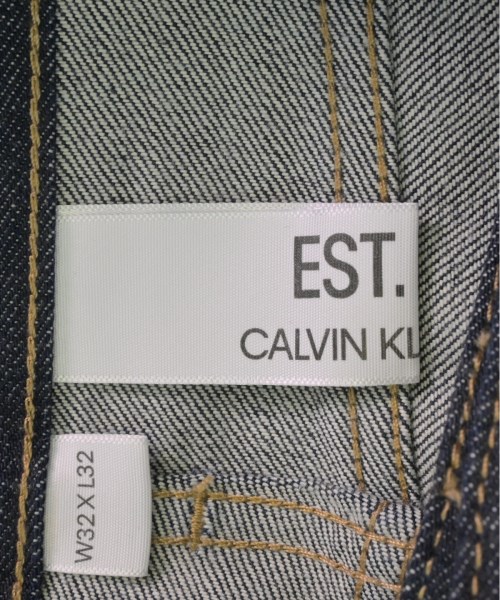 EST.
CALVIN KL
W32 X L32